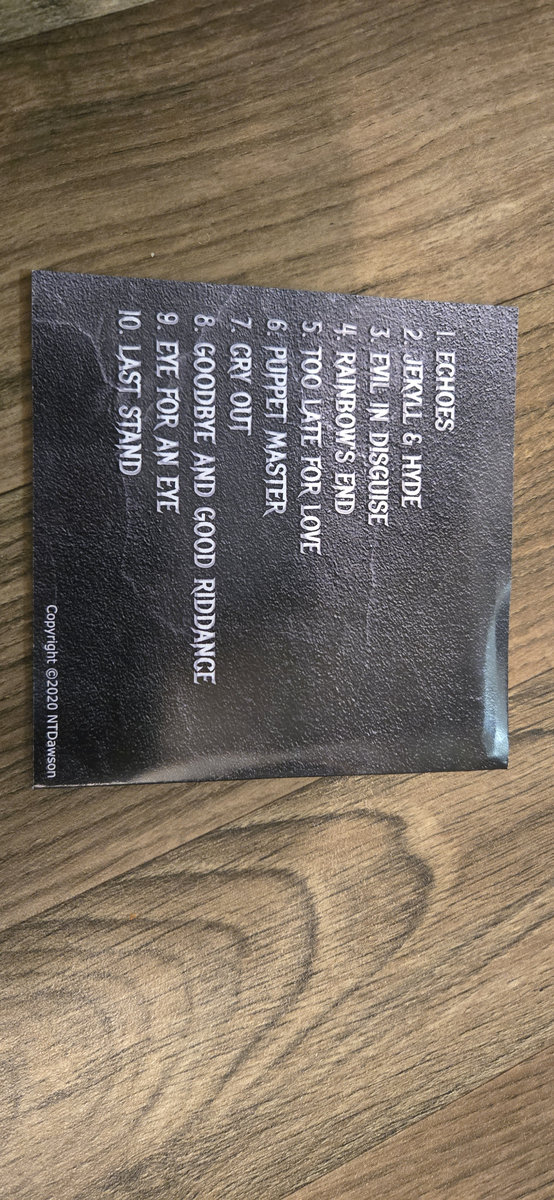 1. ECHOES
2. JEKYLL & HYDE
3. EVIL IN DISGUISE
4. RAINBOW'S END
5. TOO LATE FOR LOVE
6. PUPPET MASTER
7. CRY OUT
8. GOODBYE AND GOOD RIDDANCE
9. EYE FOR AN EYE
10. LAST STAND
Copyright ©2020 NTDawson